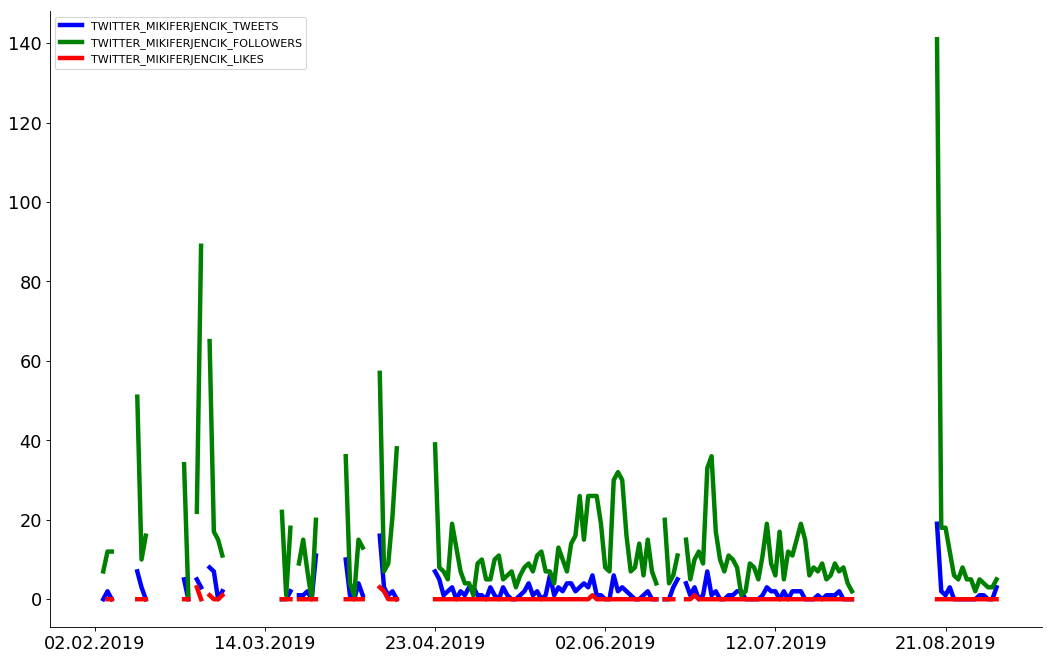 TWITTER_MIKIFERJENCIK_TWEETS
TWITTER_MIKIFERJENCIK_FOLLOWERS
TWITTER_MIKIFERJENCIK_LIKES
140
120
100
80
60
40
20
0
02.02.2019 14.03.2019 23.04.2019 02.06.2019 12.07.2019 21.08.2019